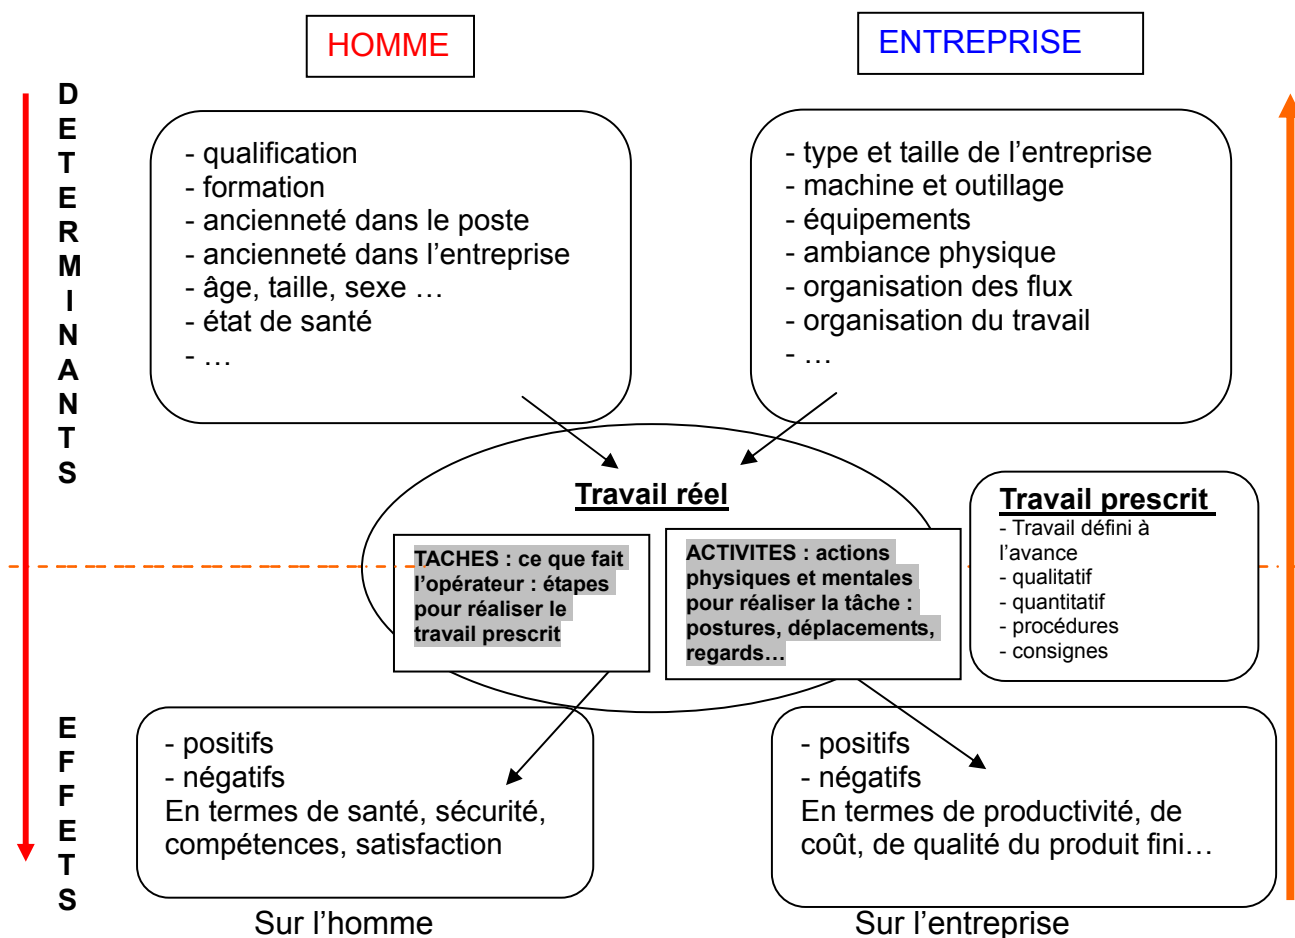 HOMME
ENTREPRISE
DETERMINANTS
- qualification
- formation
- ancienneté dans le poste
- ancienneté dans l’entreprise
- âge, taille, sexe …
- état de santé
- …
- type et taille de l’entreprise
- machine et outillage
- équipements
- ambiance physique
- organisation des flux
- organisation du travail
- …
Travail réel
TACHES : ce que fait
l’opérateur : étapes
pour réaliser le
travail prescrit
ACTIVITES : actions
physiques et mentales
pour réaliser la tâche :
postures, déplacements,
regards…
Travail prescrit
- Travail défini à
l’avance
- qualitatif
- quantitatif
- procédures
- consignes
EFFETS
- positifs
- négatifs
En termes de santé, sécurité,
compétences, satisfaction
- positifs
- négatifs
En termes de productivité, de
coût, de qualité du produit fini…
Sur l’homme
Sur l’entreprise